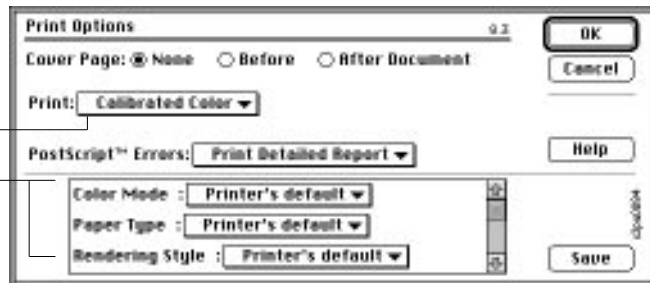 Print Options 8.2 OK
Cover Page: None Before After Document
Cancel
Print: Calibrated Color
PostScript™ Errors: Print Detailed Report Help
Color Mode : Printer's default
Paper Type : Printer's default
Rendering Style : Printer's default Save